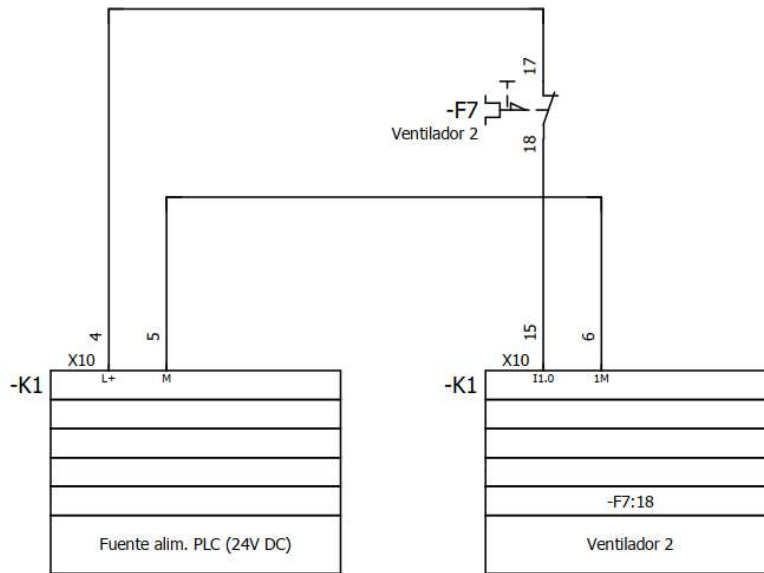 17
-F7
Ventilador 2
18
4
5
15
6
X10
X10
-K1
L+
M
-K1
I1.0
1M
-F7:18
Fuente alim. PLC (24V DC)
Ventilador 2